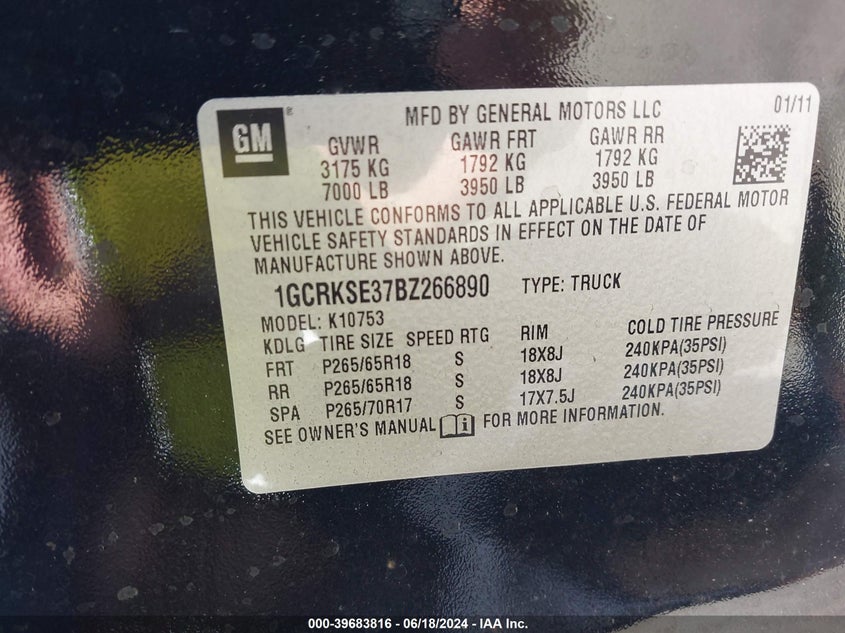 GM
MFD BY GENERAL MOTORS LLC 01/11
GVWR GAWR FRT GAWR RR
3175 KG 1792 KG 1792 KG
7000 LB 3950 LB 3950 LB
THIS VEHICLE CONFORMS TO ALL APPLICABLE U.S. FEDERAL MOTOR
VEHICLE SAFETY STANDARDS IN EFFECT ON THE DATE OF
MANUFACTURE SHOWN ABOVE.
1GCRKSE37BZ266890 TYPE: TRUCK
MODEL: K10753
KDLG TIRE SIZE SPEED RTG RIM COLD TIRE PRESSURE
FRT P265/65R18 S 18X8J 240KPA(35PSI)
RR P265/65R18 S 18X8J 240KPA(35PSI)
SPA P265/70R17 S 17X7.5J 240KPA(35PSI)
SEE OWNER'S MANUAL i FOR MORE INFORMATION.
000-39683816 - 06/18/2024 - IAA Inc.